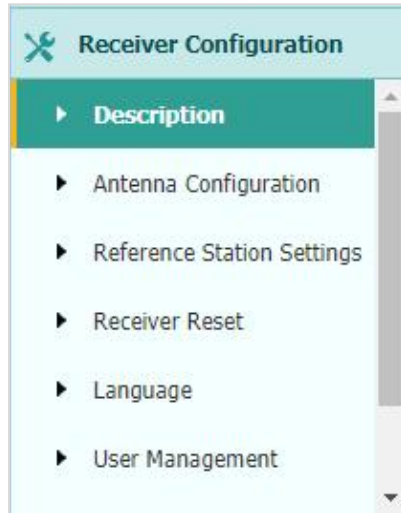 Receiver Configuration
Description
Antenna Configuration
Reference Station Settings
Receiver Reset
Language
User Management